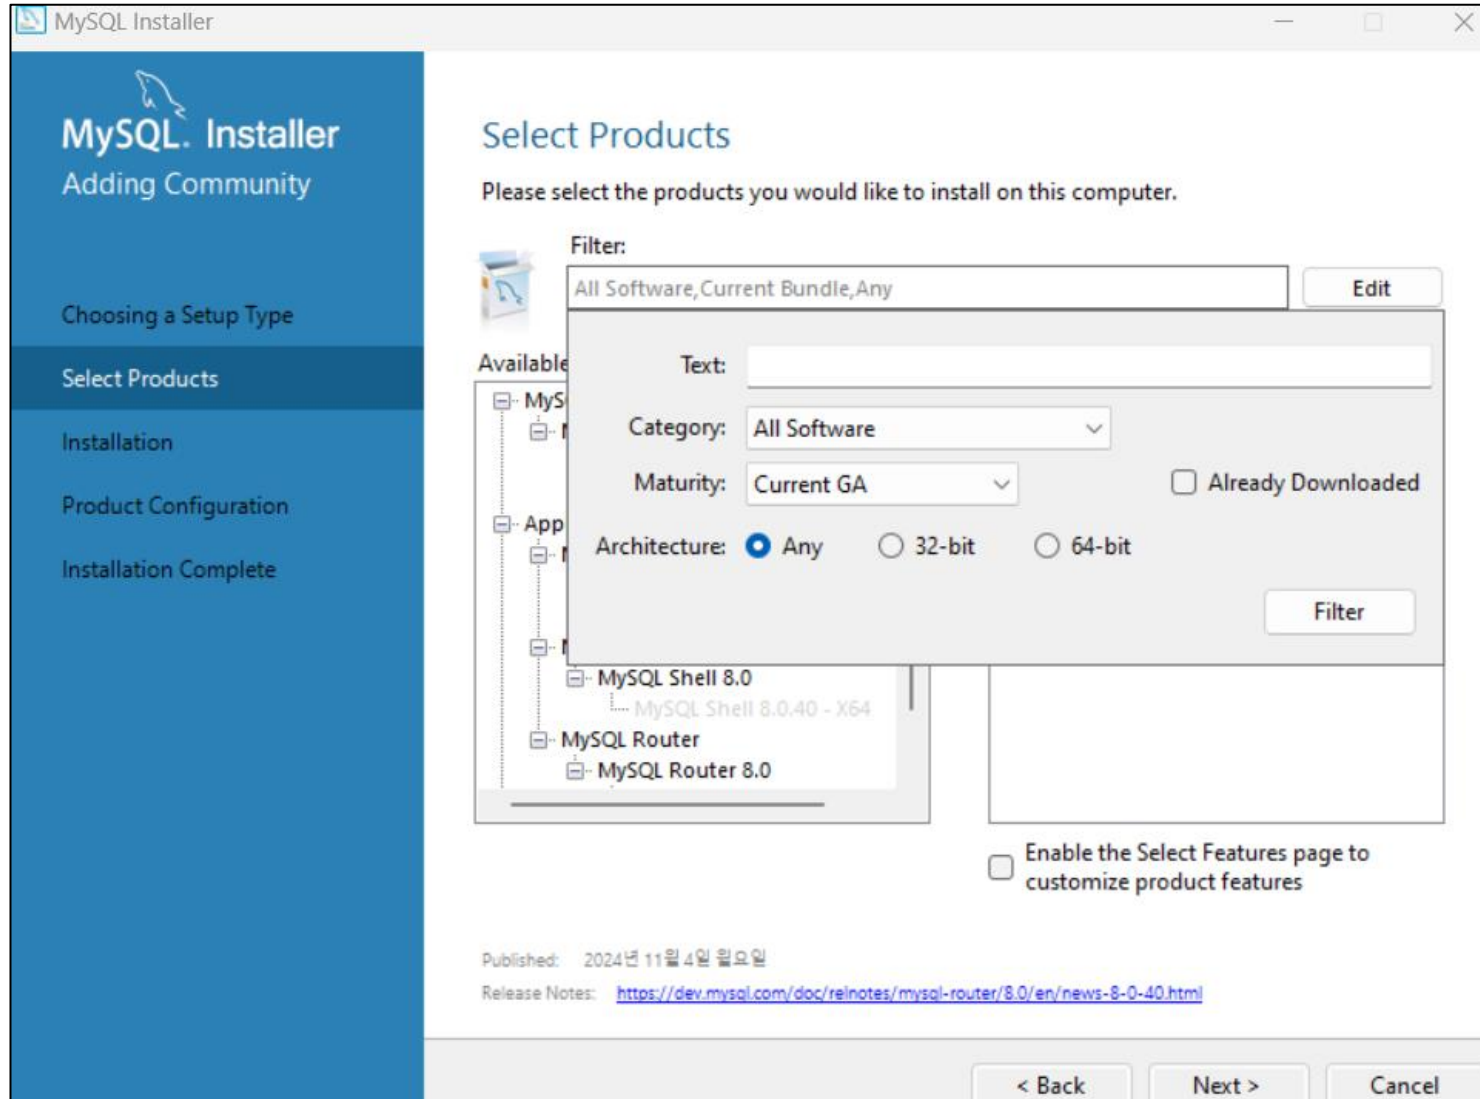 MySQL Installer
MySQL. Installer
Adding Community
Choosing a Setup Type
Select Products
Installation
Product Configuration
Installation Complete
Select Products
Please select the products you would like to install on this computer.
Filter:
All Software,Current Bundle,Any
Edit
Available
Text:
Category: All Software
Maturity: Current GA
Already Downloaded
Architecture: Any 32-bit 64-bit
Filter
MySQL Shell 8.0
MySQL Shell 8.0.40 - X64
MySQL Router
MySQL Router 8.0
Enable the Select Features page to
customize product features
Published: 2024년 11월 4일 월요일
Release Notes: https://dev.mysql.com/doc/relnotes/mysql-router/8.0/en/news-8-0-40.html
< Back Next > Cancel